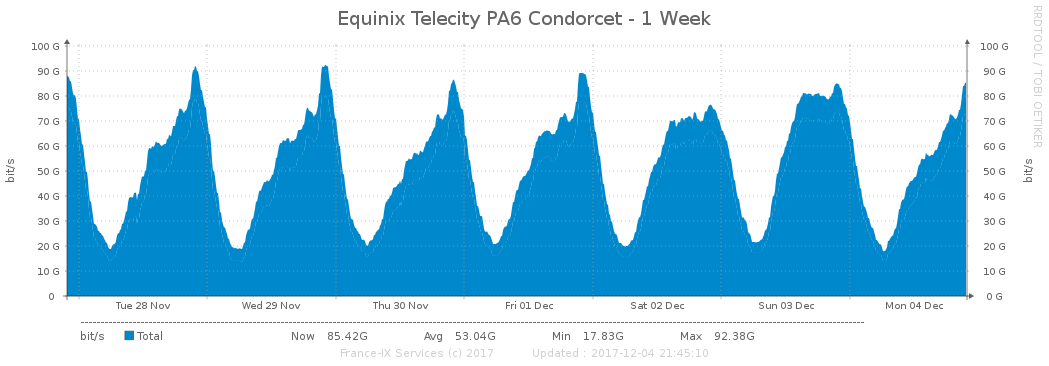 Equinix Telecity PA6 Condorcet - 1 Week
RRDTOOL / TOBI OETIKER
100 G 100 G
90 G 90 G
80 G 80 G
70 G 70 G
60 G 60 G
50 G 50 G
40 G 40 G
30 G 30 G
20 G 20 G
10 G 10 G
0 0 G
bit/s
bit/s
Tue 28 Nov Wed 29 Nov Thu 30 Nov Fri 01 Dec Sat 02 Dec Sun 03 Dec Mon 04 Dec
bit/s Total Now 85.42G Avg 53.04G Min 17.83G Max 92.38G
France-IX Services (c) 2017 Updated : 2017-12-04 21:45:10